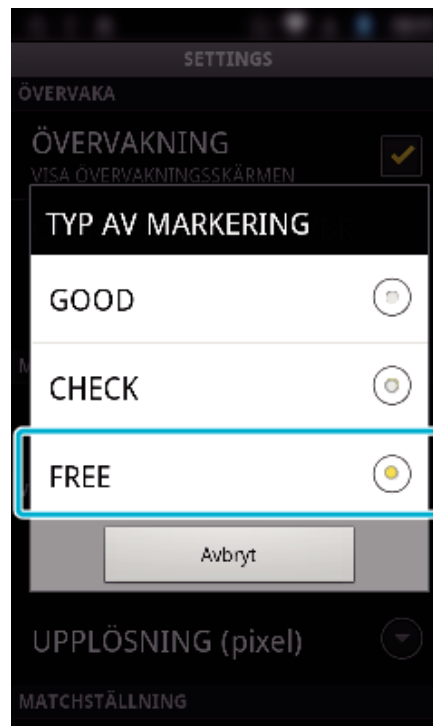 SETTINGS
ÖVERVAKA
ÖVERVAKNING
VISA ÖVERVAKNINGSSKÄRMEN
TYP AV MARKERING
GOOD
CHECK
FREE
Avbryt
UPPLÖSNING (pixel)
MATCHSTÄLLNING